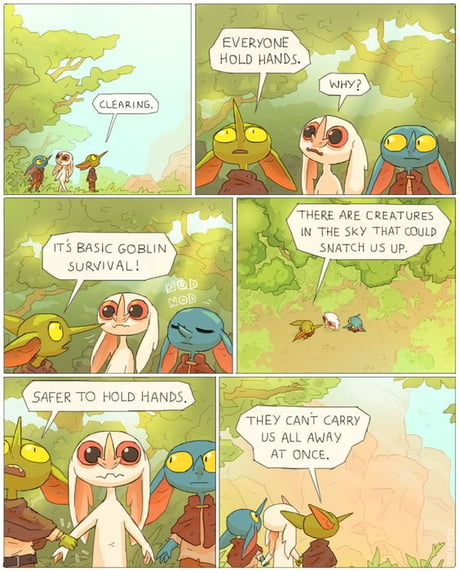 CLEARING.
EVERYONE
HOLD HANDS.
WHY?
IT'S BASIC GOBLIN
SURVIVAL!
NOD
NOD
THERE ARE CREATURES
IN THE SKY THAT COULD
SNATCH US UP.
SAFER TO HOLD HANDS.
THEY CAN'T CARRY
US ALL AWAY
AT ONCE.